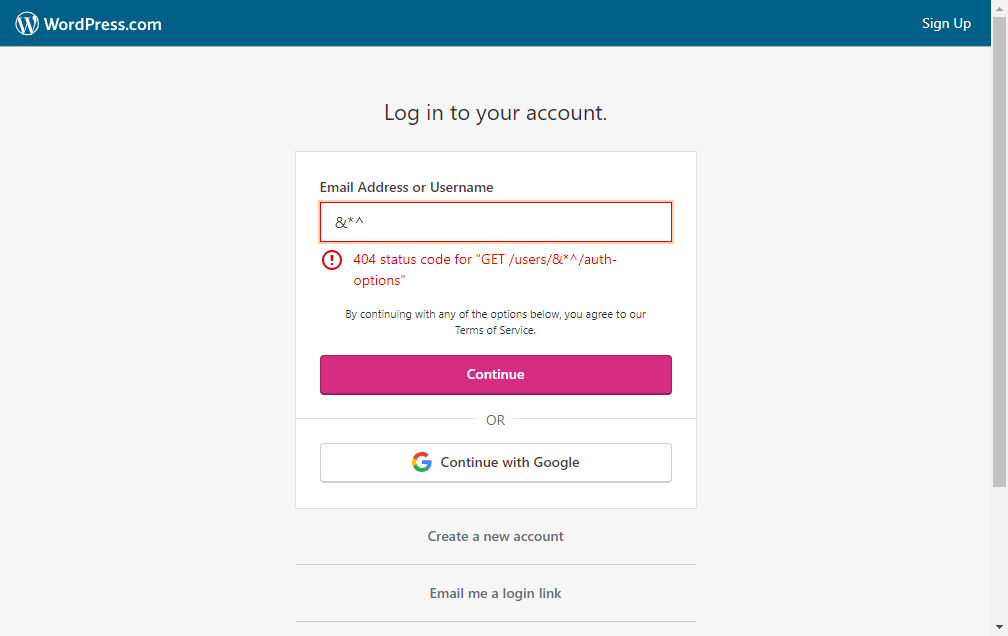 WordPress.com
Sign Up
Log in to your account.
Email Address or Username
&*^
404 status code for "GET /users/&*^/auth-
options"
By continuing with any of the options below, you agree to our
Terms of Service.
Continue
OR
Continue with Google
Create a new account
Email me a login link